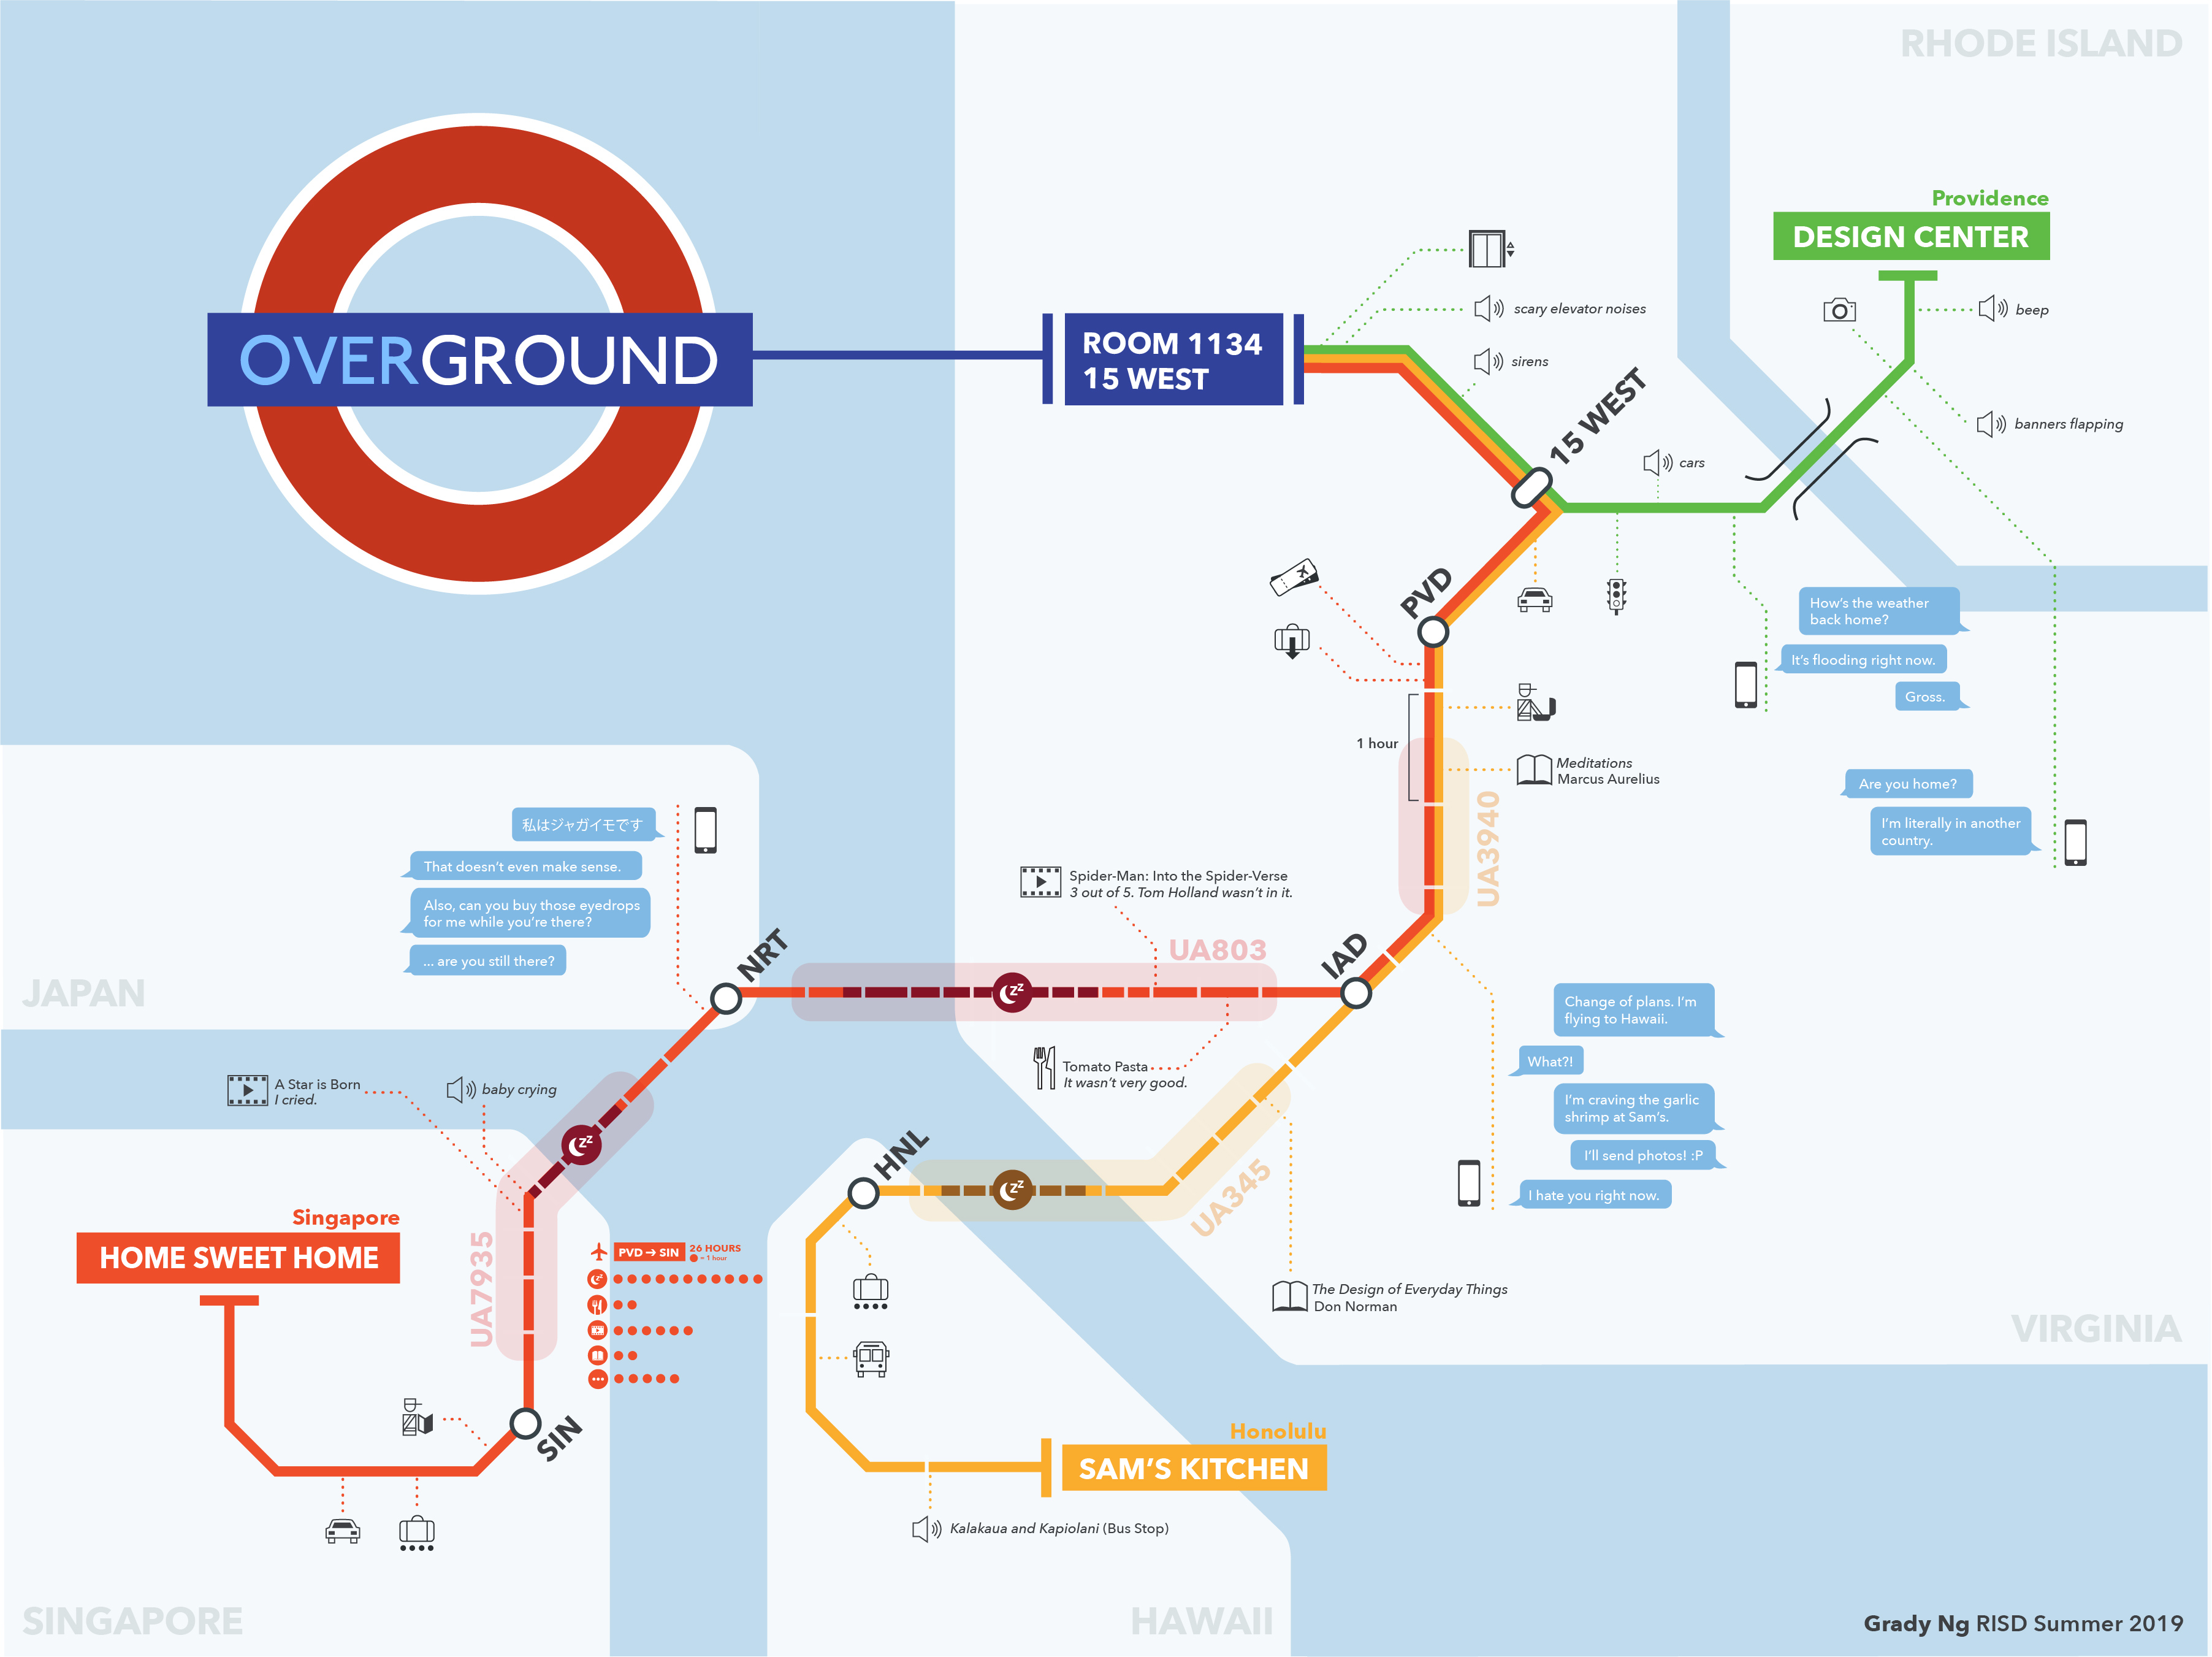 RHODE ISLAND
OVERGROUND
ROOM 1134
15 WEST
scary elevator noises
sirens
15 WEST
cars
Providence
DESIGN CENTER
beep
banners flapping
How's the weather
back home?
It's flooding right now.
Gross.
Are you home?
I'm literally in another
country.
PVD
1 hour
Meditations
Marcus Aurelius
UA3940
Spider-Man: Into the Spider-Verse
3 out of 5. Tom Holland wasn't in it.
UA803
IAD
Tomato Pasta
It wasn't very good.
Change of plans. I'm
flying to Hawaii.
What?!
I'm craving the garlic
shrimp at Sam's.
I'll send photos! :P
I hate you right now.
私はジャガイモです
That doesn't even make sense.
Also, can you buy those eyedrops
for me while you're there?
... are you still there?
NRT
JAPAN
A Star is Born
I cried.
baby crying
zz
zz
zz
HNL
UA345
The Design of Everyday Things
Don Norman
Singapore
HOME SWEET HOME
UA7935
PVD → SIN
26 HOURS
= 1 hour
SIN
Honolulu
SAM'S KITCHEN
Kalakaua and Kapiolani (Bus Stop)
VIRGINIA
SINGAPORE
HAWAII
Grady Ng RISD Summer 2019